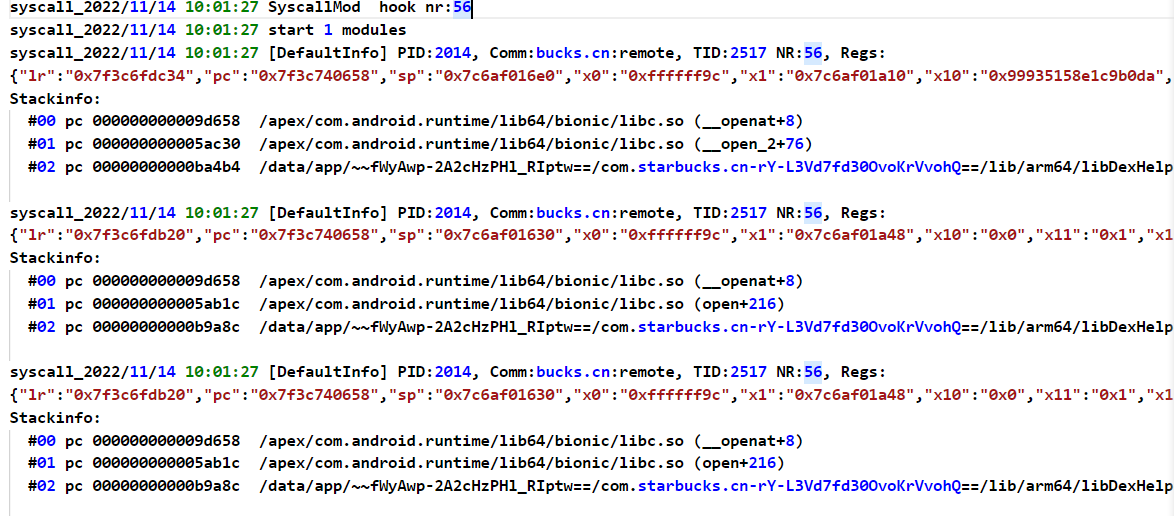 syscall_2022/11/14 10:01:27 SyscallMod  hook nr:56
syscall_2022/11/14 10:01:27 start 1 modules
syscall_2022/11/14 10:01:27 [DefaultInfo] PID:2014, Comm:bucks.cn:remote, TID:2517 NR:56, Regs:
{"lr":"0x7f3c6fdc34","pc":"0x7f3c740658","sp":"0x7c6af016e0","x0":"0xffffff9c","x1":"0x7c6af01a10","x10":"0x99935158e1c9b0da",
Stackinfo:
  #00 pc 000000000009d658  /apex/com.android.runtime/lib64/bionic/libc.so (__openat+8)
  #01 pc 000000000005ac30  /apex/com.android.runtime/lib64/bionic/libc.so (__open_2+76)
  #02 pc 00000000000ba4b4  /data/app/~~fWyAwp-2A2cHzPHl_RIptw==/com.starbucks.cn-rY-L3Vd7fd30OvoKrVvohQ==/lib/arm64/libDexHelp
syscall_2022/11/14 10:01:27 [DefaultInfo] PID:2014, Comm:bucks.cn:remote, TID:2517 NR:56, Regs:
{"lr":"0x7f3c6fdb20","pc":"0x7f3c740658","sp":"0x7c6af01630","x0":"0xffffff9c","x1":"0x7c6af01a48","x10":"0x0","x11":"0x1","x1
Stackinfo:
  #00 pc 000000000009d658  /apex/com.android.runtime/lib64/bionic/libc.so (__openat+8)
  #01 pc 000000000005ab1c  /apex/com.android.runtime/lib64/bionic/libc.so (open+216)
  #02 pc 00000000000b9a8c  /data/app/~~fWyAwp-2A2cHzPHl_RIptw==/com.starbucks.cn-rY-L3Vd7fd30OvoKrVvohQ==/lib/arm64/libDexHelp
syscall_2022/11/14 10:01:27 [DefaultInfo] PID:2014, Comm:bucks.cn:remote, TID:2517 NR:56, Regs:
{"lr":"0x7f3c6fdb20","pc":"0x7f3c740658","sp":"0x7c6af01630","x0":"0xffffff9c","x1":"0x7c6af01a48","x10":"0x0","x11":"0x1","x1
Stackinfo:
  #00 pc 000000000009d658  /apex/com.android.runtime/lib64/bionic/libc.so (__openat+8)
  #01 pc 000000000005ab1c  /apex/com.android.runtime/lib64/bionic/libc.so (open+216)
  #02 pc 00000000000b9a8c  /data/app/~~fWyAwp-2A2cHzPHl_RIptw==/com.starbucks.cn-rY-L3Vd7fd30OvoKrVvohQ==/lib/arm64/libDexHelp